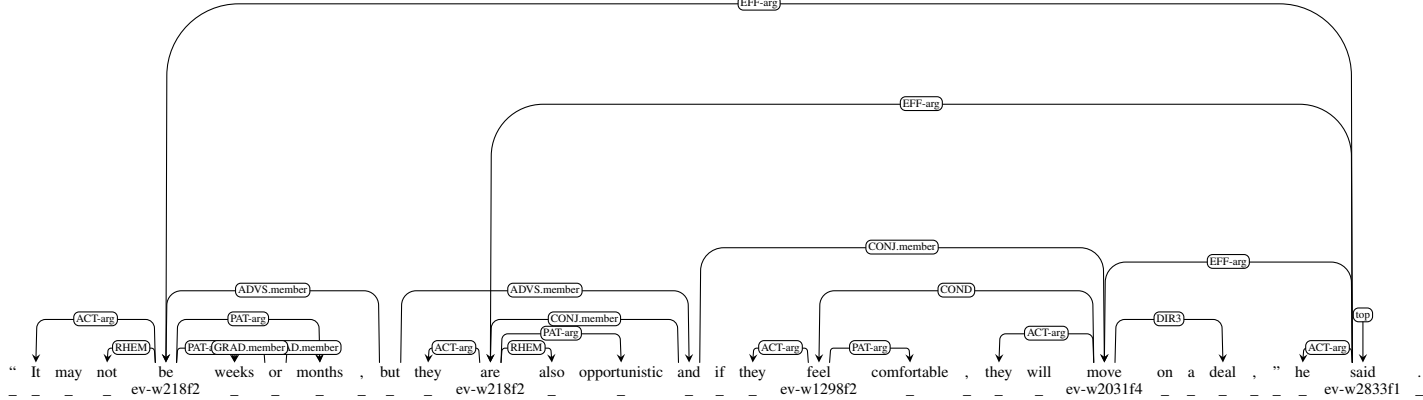 EFF-arg
EFF-arg
CONJ.member
EFF-arg
ADVS.member ADVS.member COND
top
ACT-arg PAT-arg CONJ.member DIR3
PAT-arg ACT-arg
RHEM GRAD.member ACT-arg RHEM ACT-arg PAT-arg ACT-arg
“ It may not be weeks or months , but they are also opportunistic and if they feel comfortable , they will move on a deal , ” he said .
ev-w218f2 ev-w218f2 ev-w1298f2 ev-w2031f4 ev-w2833f1